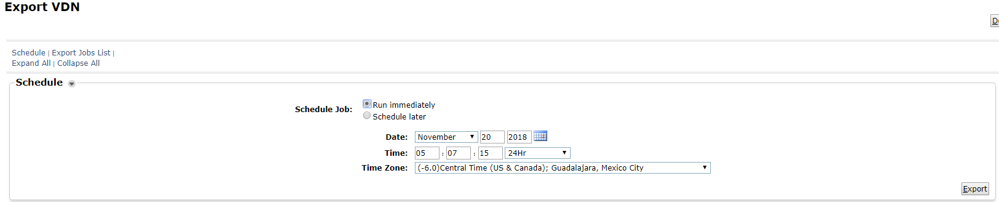 Export VDN
Schedule | Export Jobs List |
Expand All | Collapse All
Schedule
Schedule Job:
Run immediately
Schedule later
Date: November 20 2018
Time: 05 : 07 : 15 24Hr
Time Zone: (-6.0)Central Time (US & Canada); Guadalajara, Mexico City
Export